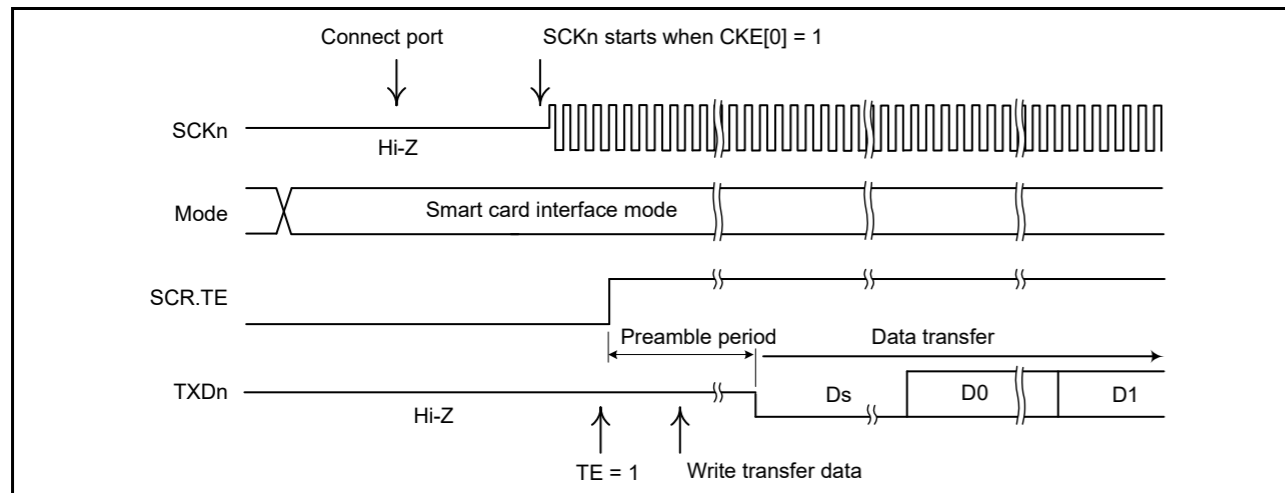 Connect port
SCKn starts when CKE[0] = 1
SCKn
Hi-Z
Mode
Smart card interface mode
SCR.TE
Preamble period
Data transfer
TXDn
Hi-Z
Ds
D0
D1
TE = 1
Write transfer data